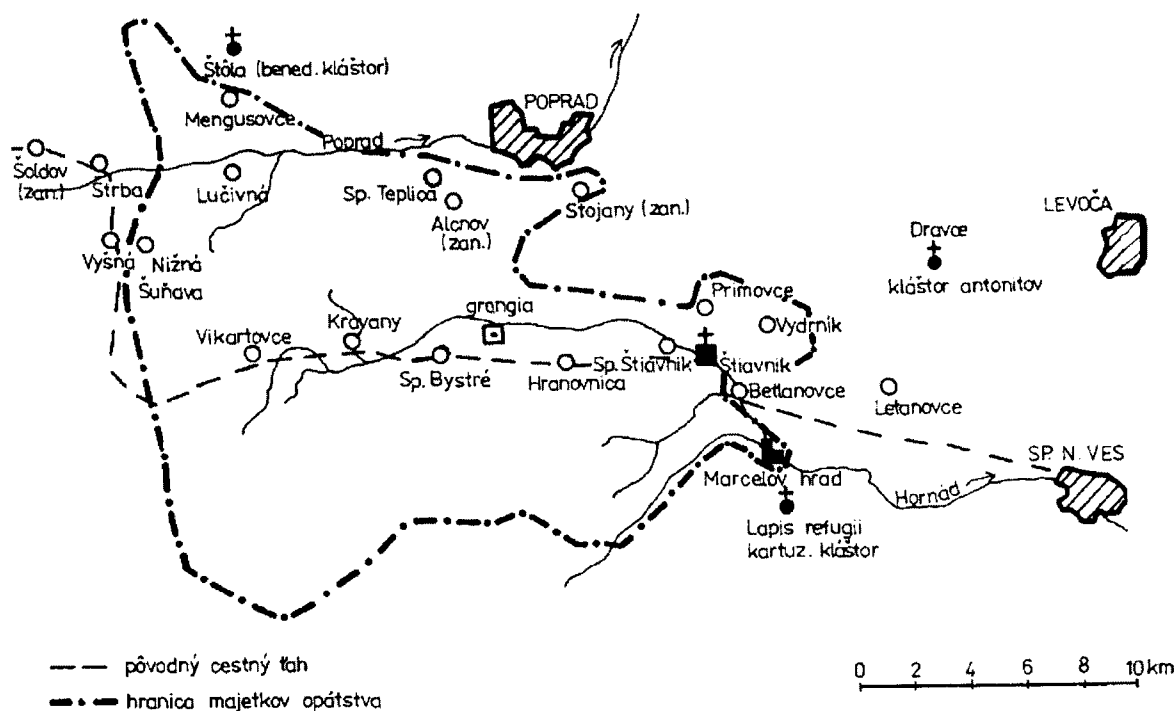 Štôla (bened. kláštor)
Mengusovce
POPRAD
Poprad
Šoldov
(zan.)
Štrba
Lučivná
Sp. Teplica
Alcnov
(zan.)
Stojany (zan.)
LEVOČA
Dravce
kláštor antonitov
Vyšná
Nižná
Šuňava
Primovce
Vydrník
grangia
Vikartovce
Kravany
Sp. Bystré
Hranovnica
Sp. Štiavnik
Štiavnik
Betlanovce
Letanovce
SP. N. VES
Marcelov hrad
Hornád
Lapis refugii
kartuz. kláštor
pôvodný cestný ťah
hranica majetkov opátstva
0 2 4 6 8 10 km